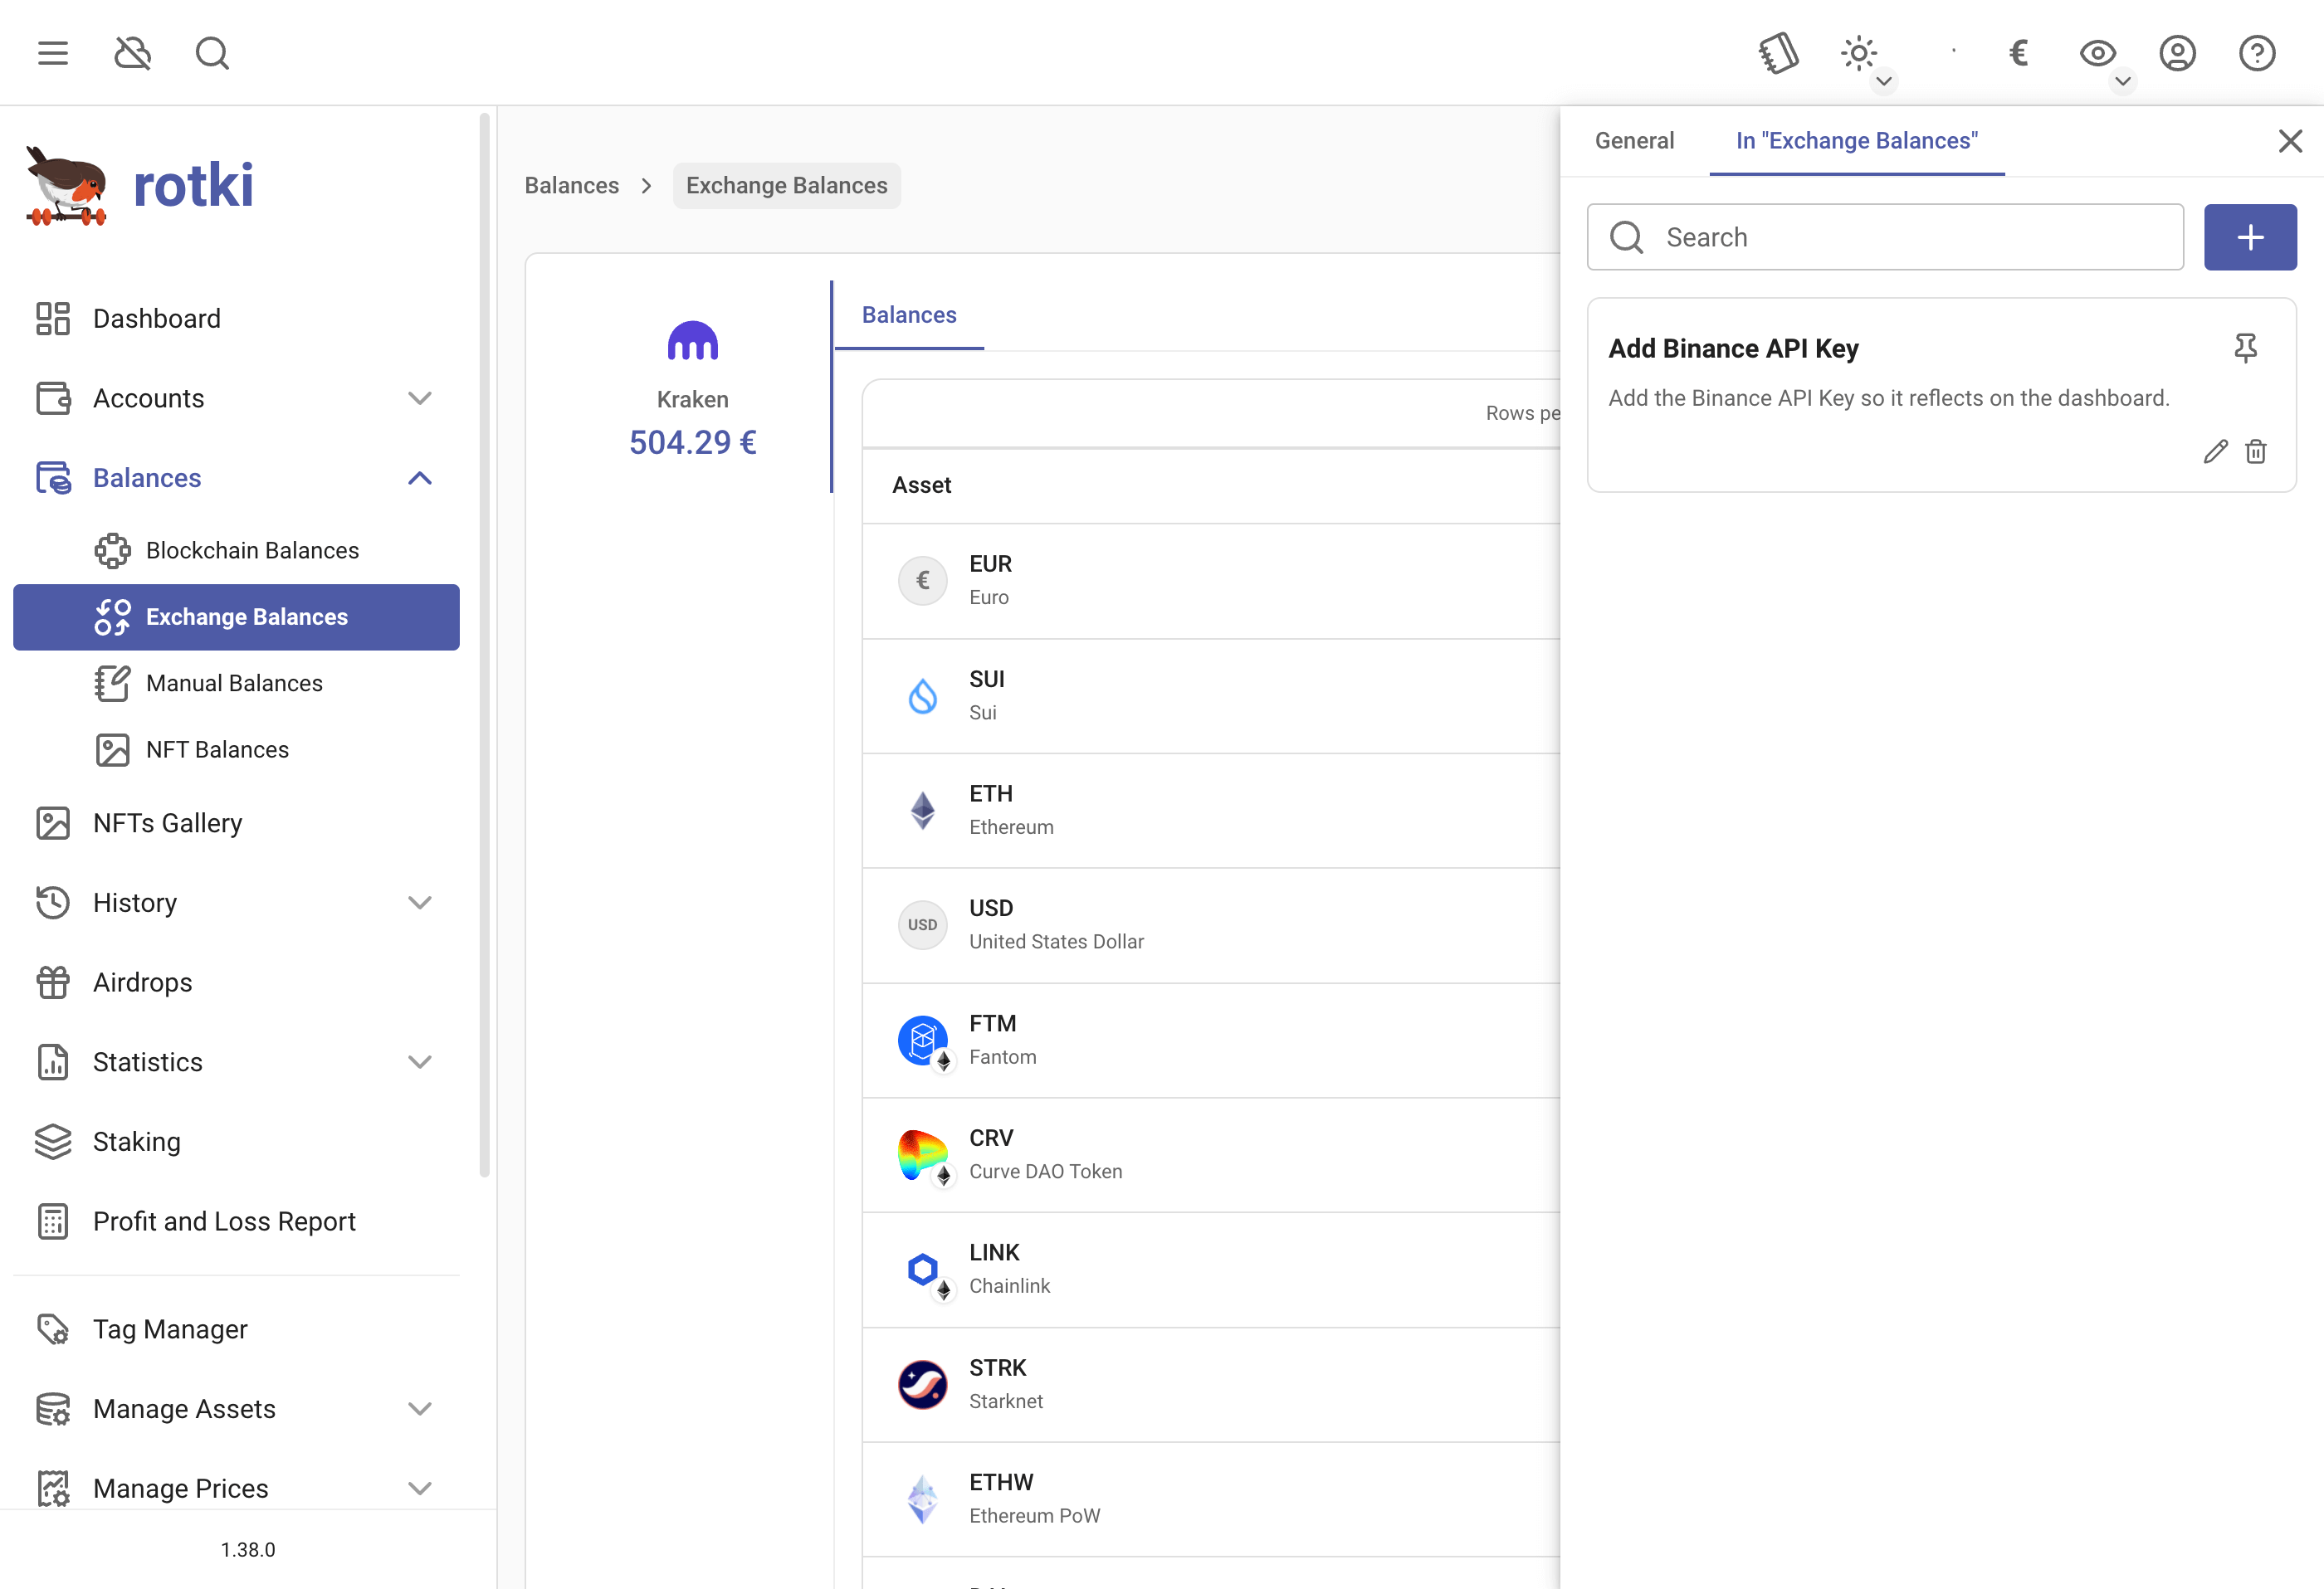 €
rotki
Dashboard
Accounts
Balances
Blockchain Balances
Exchange Balances
Manual Balances
NFT Balances
NFTs Gallery
History
Airdrops
Statistics
Staking
Profit and Loss Report
Tag Manager
Manage Assets
Manage Prices
1.38.0
Balances
Exchange Balances
Kraken
504.29 €
Balances
Rows pe
Asset
€
EUR
Euro
SUI
Sui
ETH
Ethereum
USD
USD
United States Dollar
FTM
Fantom
CRV
Curve DAO Token
LINK
Chainlink
STRK
Starknet
ETHW
Ethereum PoW
General
In "Exchange Balances"
Search
Add Binance API Key
Add the Binance API Key so it reflects on the dashboard.